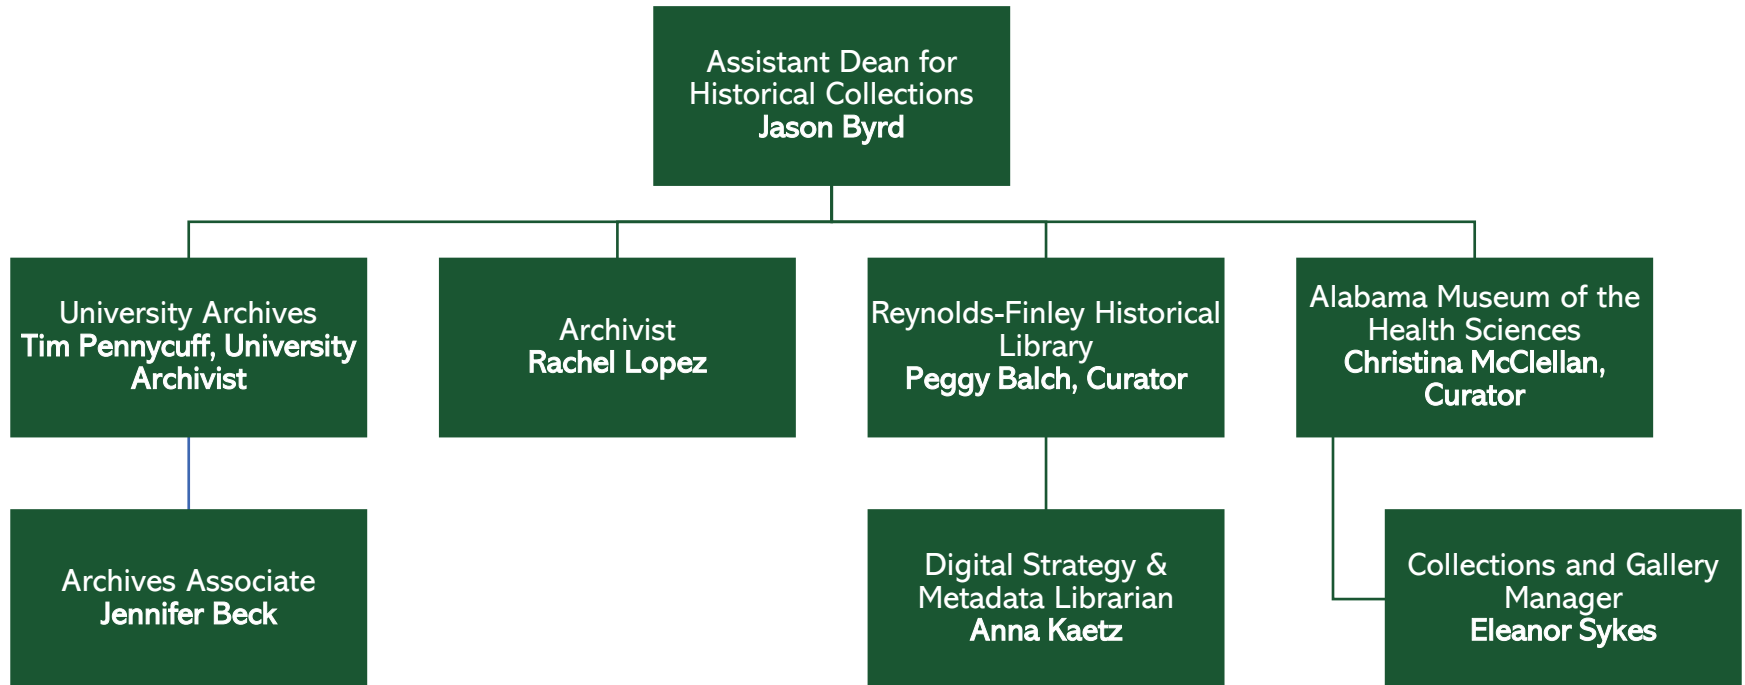 Assistant Dean for
Historical Collections
Jason Byrd
University Archives
Tim Pennycuff, University
Archivist
Archivist
Rachel Lopez
Reynolds-Finley Historical
Library
Peggy Balch, Curator
Alabama Museum of the
Health Sciences
Christina McClellan,
Curator
Archives Associate
Jennifer Beck
Digital Strategy &
Metadata Librarian
Anna Kaetz
Collections and Gallery
Manager
Eleanor Sykes